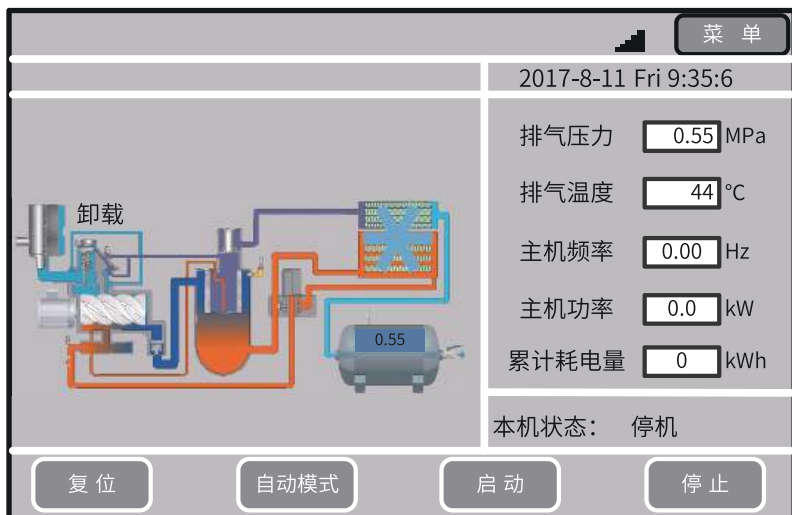 菜 单
2017-8-11 Fri 9:35:6
排气压力 0.55 MPa
排气温度 44 ℃
主机频率 0.00 Hz
主机功率 0.0 kW
累计耗电量 0 kWh
卸载
0.55
本机状态： 停机
复 位 自动模式 启 动 停 止